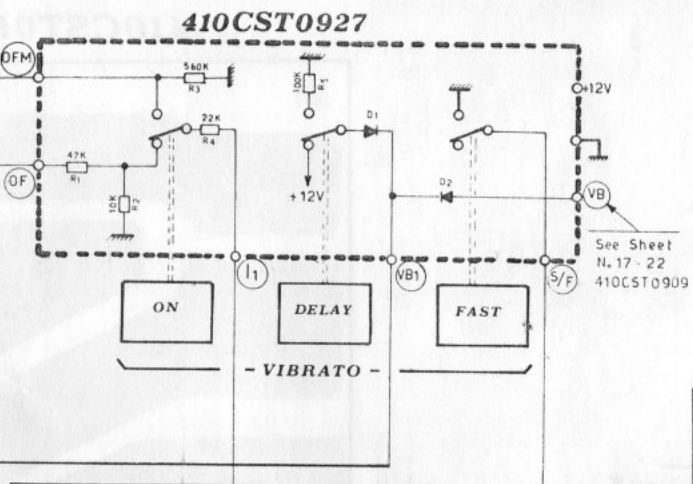 410CST0927
OFM
560K
R3
100K
R5
D1
+12V
22K
R4
OF
47K
R1
10K
R2
+12V
D2
VB
See Sheet
N. 17-22
410CST0909
I1
VB1
S/F
ON
DELAY
FAST
- VIBRATO -